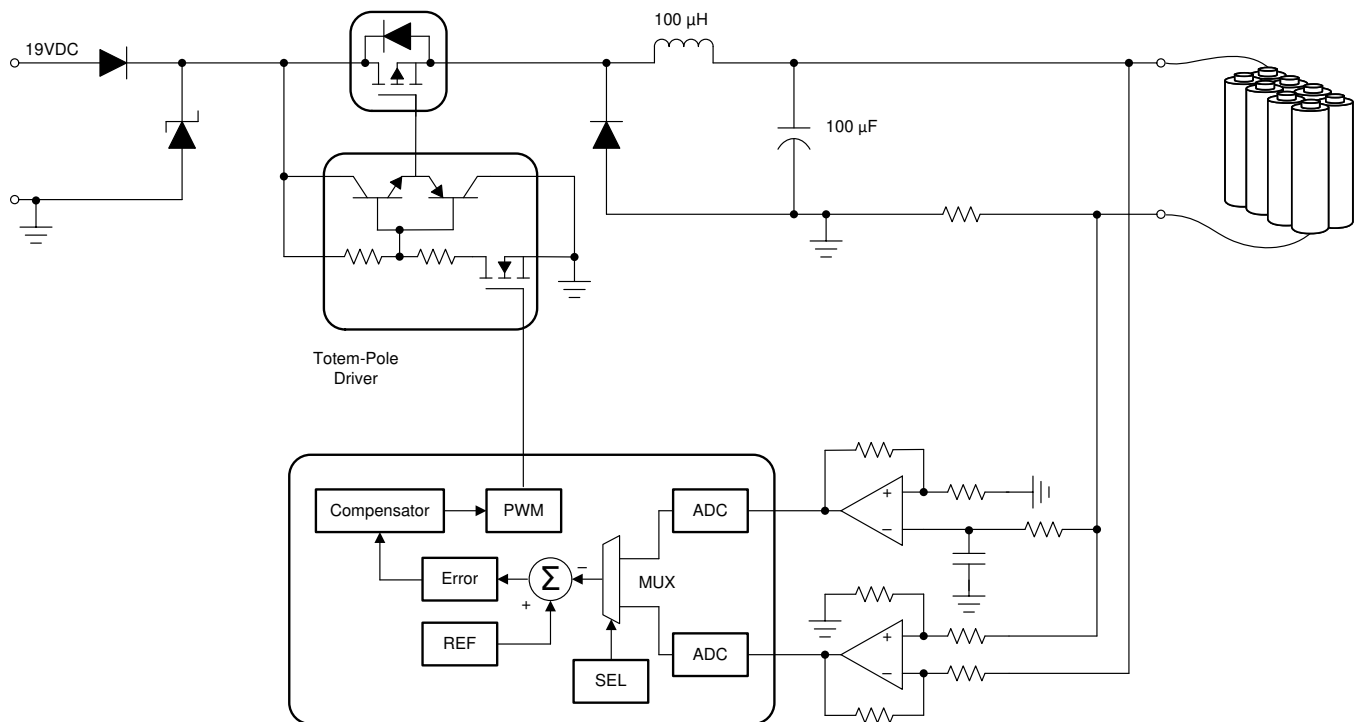 100 µH
19VDC
100 µF
Totem-Pole
Driver
Compensator
PWM
ADC
+
−
Error
Σ
−
MUX
+
REF
SEL
ADC
+
−